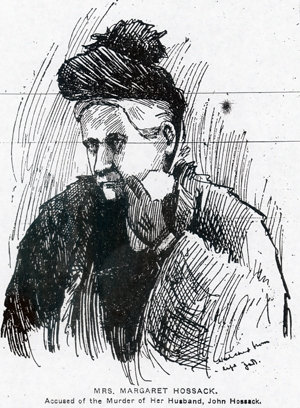 MRS. MARGARET HOSSACK.
Accused of the Murder of Her Husband, John Hossack.